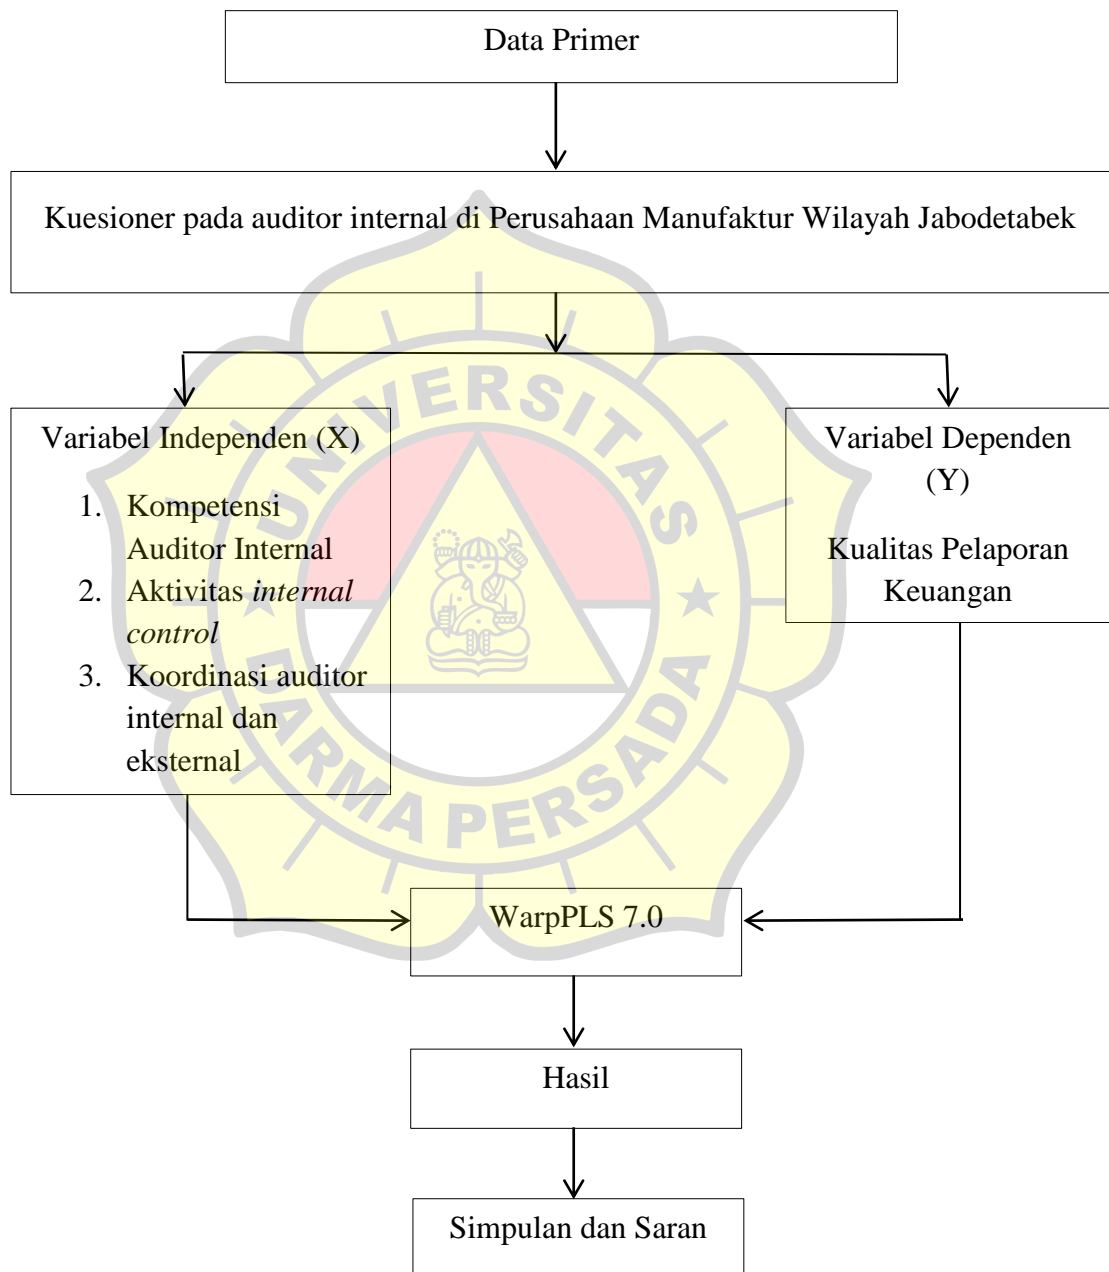 Data Primer
Kuesioner pada auditor internal di Perusahaan Manufaktur Wilayah Jabodetabek
Variabel Independen (X)
1. Kompetensi
Auditor Internal
2. Aktivitas internal
control
3. Koordinasi auditor
internal dan
eksternal
Variabel Dependen
(Y)
Kualitas Pelaporan
Keuangan
UNIVERSITAS
DARMA PERSADA
WarpPLS 7.0
Hasil
Simpulan dan Saran